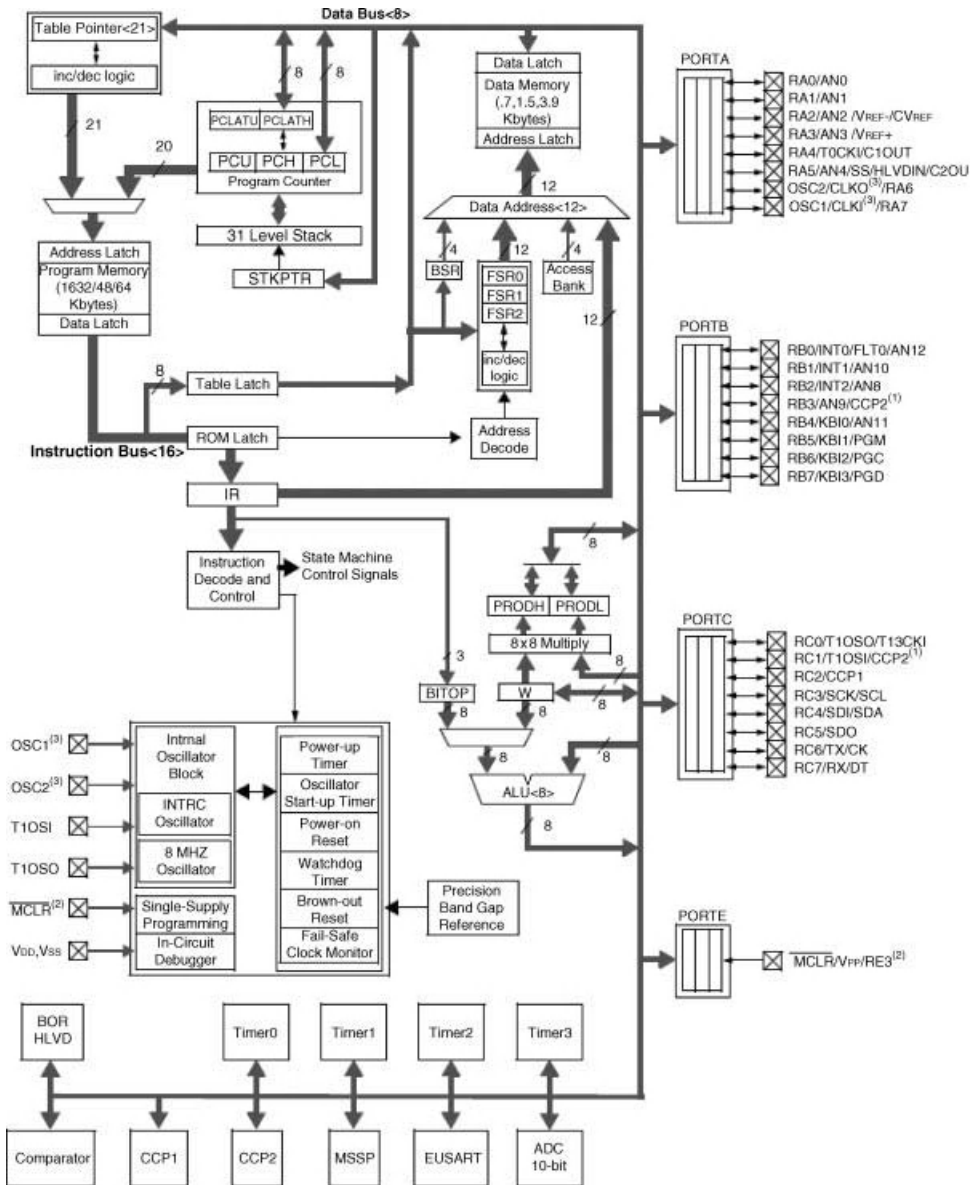 Data Bus<8>
Table Pointer<21>
inc/dec logic
21
20
8
8
PCLATU PCLATH
PCU PCH PCL
Program Counter
31 Level Stack
STKPTR
Data Latch
Data Memory
(.7,1.5,3.9
Kbytes)
Address Latch
12
Data Address<12>
4
12
4
BSR
FSR0
FSR1
FSR2
inc/dec
logic
Access
Bank
12
Address Latch
Program Memory
(1632/48/64
Kbytes)
Data Latch
8
Table Latch
Instruction Bus<16>
ROM Latch
Address
Decode
IR
Instruction
Decode and
Control
State Machine
Control Signals
8
PRODH PRODL
8x8 Multiply
3
8
BITOP
W
8
8
8
8
8
ALU<8>
8
PORTA
RA0/AN0
RA1/AN1
RA2/AN2 /VREF-/CVREF
RA3/AN3 /VREF+
RA4/T0CKI/C1OUT
RA5/AN4/SS/HLVDIN/C2OU
OSC2/CLKO(3)/RA6
OSC1/CLKI(3)/RA7
PORTB
RB0/INT0/FLT0/AN12
RB1/INT1/AN10
RB2/INT2/AN8
RB3/AN9/CCP2(1)
RB4/KBI0/AN11
RB5/KBI1/PGM
RB6/KBI2/PGC
RB7/KBI3/PGD
PORTC
RC0/T1OSO/T13CKI
RC1/T1OSI/CCP2(1)
RC2/CCP1
RC3/SCK/SCL
RC4/SDI/SDA
RC5/SDO
RC6/TX/CK
RC7/RX/DT
PORTE
MCLR/VPP/RE3(2)
OSC1(3)
OSC2(3)
T1OSI
T1OSO
MCLR(2)
VDD,VSS
Intrnal
Oscillator
Block
INTRC
Oscillator
8 MHZ
Oscillator
Single-Supply
Programming
In-Circuit
Debugger
Power-up
Timer
Oscillator
Start-up Timer
Power-on
Reset
Watchdog
Timer
Brown-out
Reset
Fail-Safe
Clock Monitor
Precision
Band Gap
Reference
BOR
HLVD
Timer0
Timer1
Timer2
Timer3
Comparator
CCP1
CCP2
MSSP
EUSART
ADC
10-bit